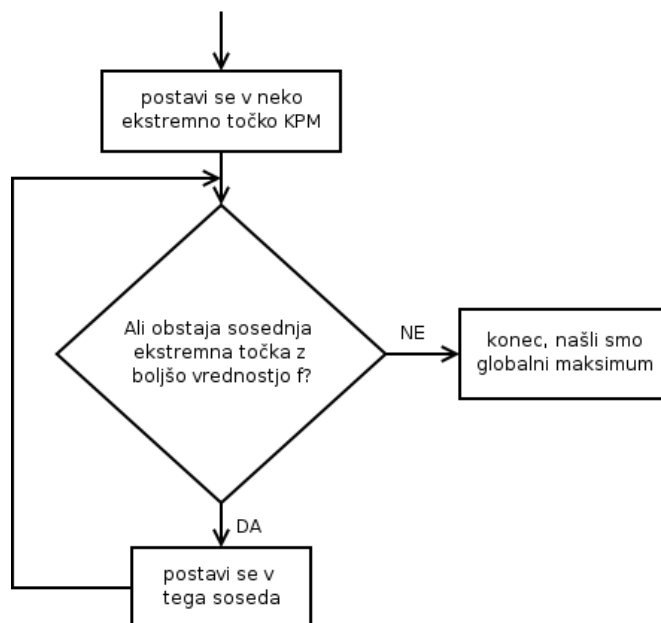 postavi se v neko
ekstremno točko KPM
Ali obstaja sosednja
ekstremna točka z
boljšo vrednostjo f?
NE
konec, našli smo
globalni maksimum
DA
postavi se v
tega soseda